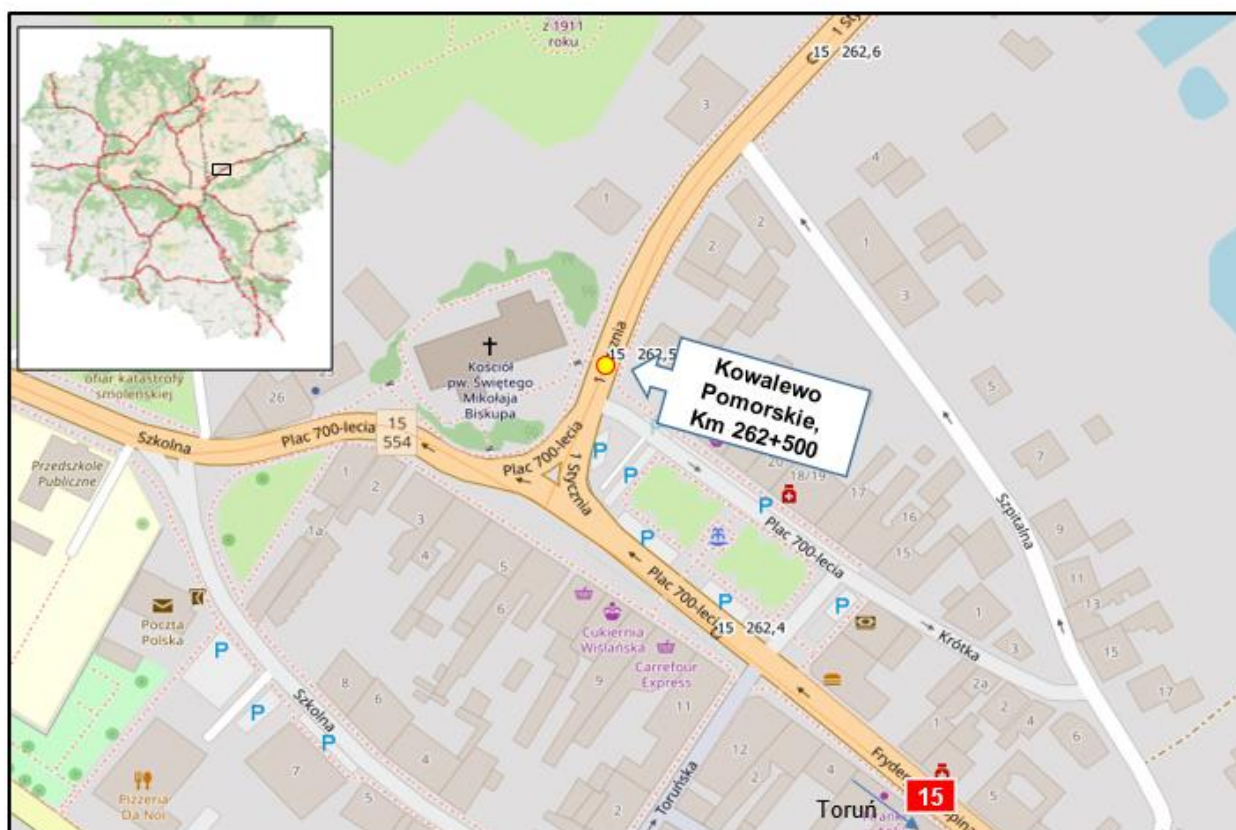 z 1911
roku
1 Sty
15 262,6
3
4
1
2
2
1
3
Kościół
pw. Świętego
Mikołaja
Biskupa
15 262,5
Kowalewo
Pomorskie,
Km 262+500
5
ofiar katastrofy
smoleńskiej
26
Szkolna
Plac 700-lecia
15
554
Plac 700-lecia
1 Stycznia
P
P
P
P
20
18/19
17
16
15
Plac 700-lecia
Szpitalna
7
9
11
13
15
17
Przedszkole
Publiczne
1a
1
2
3
4
5
6
Plac 700-lecia
15 262,4
P
P
1
3
Krótka
2a
2
4
6
Poczta
Polska
Cukiernia
Wiślańska
Carrefour
Express
9
11
P
P
P
Szkolna
8
6
4
7
5
2
12
4
1
5
Toruńska
Pizzeria
Da Noi
Toruń
15